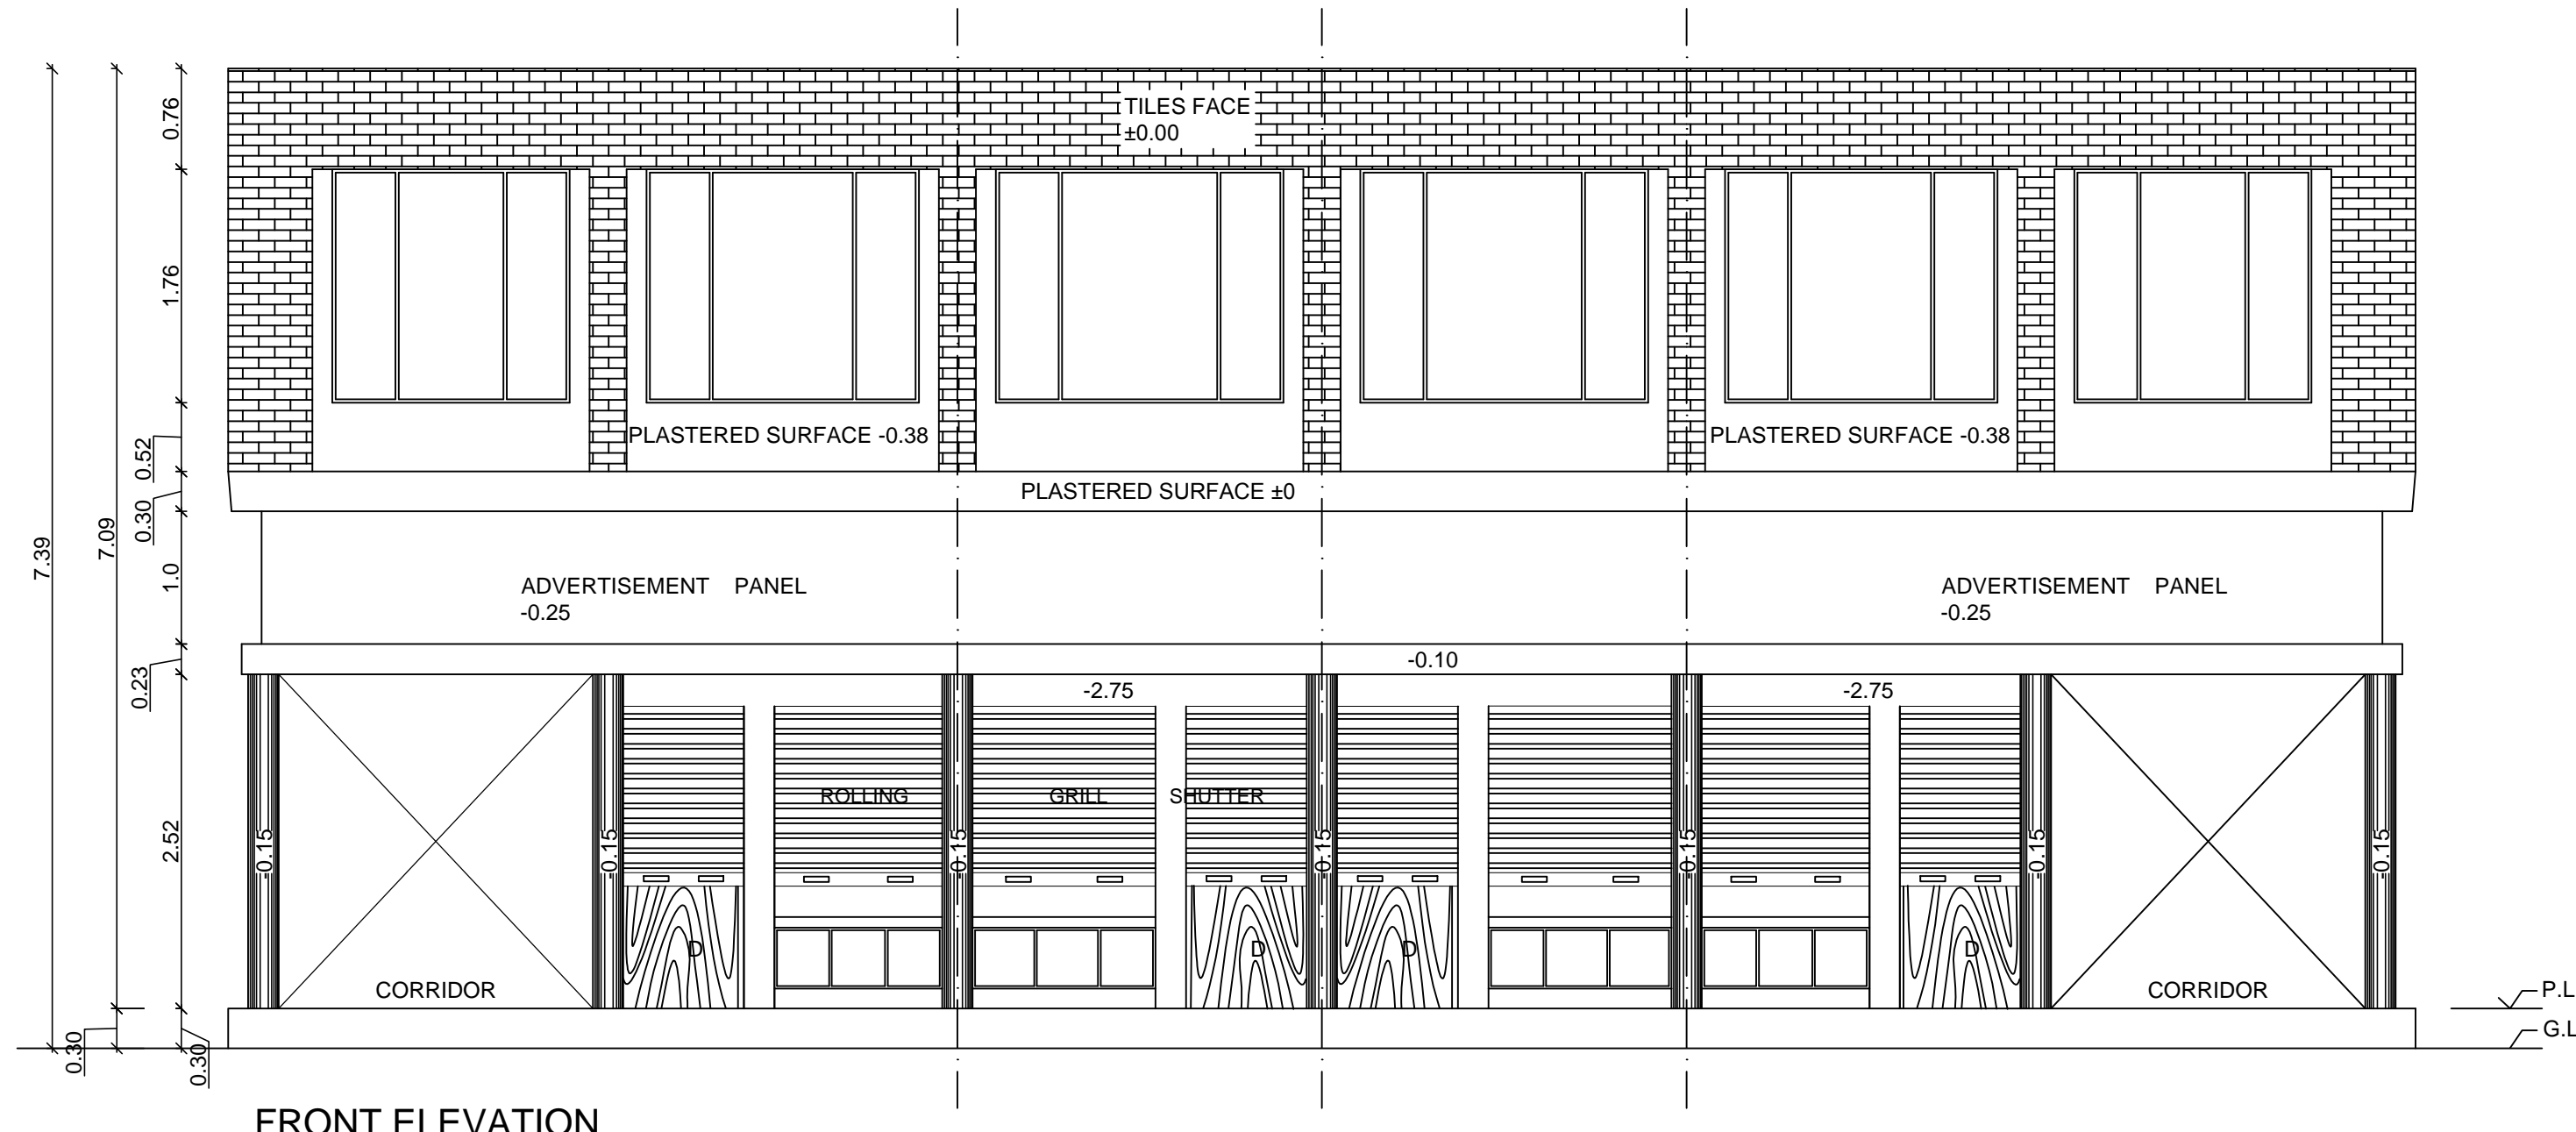 0.76
TILES FACE
±0.00
1.76
0.52
PLASTERED SURFACE -0.38
PLASTERED SURFACE -0.38
0.30
PLASTERED SURFACE ±0
7.39
7.09
1.0
ADVERTISEMENT PANEL
-0.25
ADVERTISEMENT PANEL
-0.25
0.23
-0.10
-2.75
-2.75
ROLLING GRILL SHUTTER
2.52
-0.15
-0.15
-0.15
-0.15
-0.15
-0.15
-0.15
D
D
D
D
CORRIDOR
CORRIDOR
P.L
G.L
0.30
0.30
FRONT ELEVATION